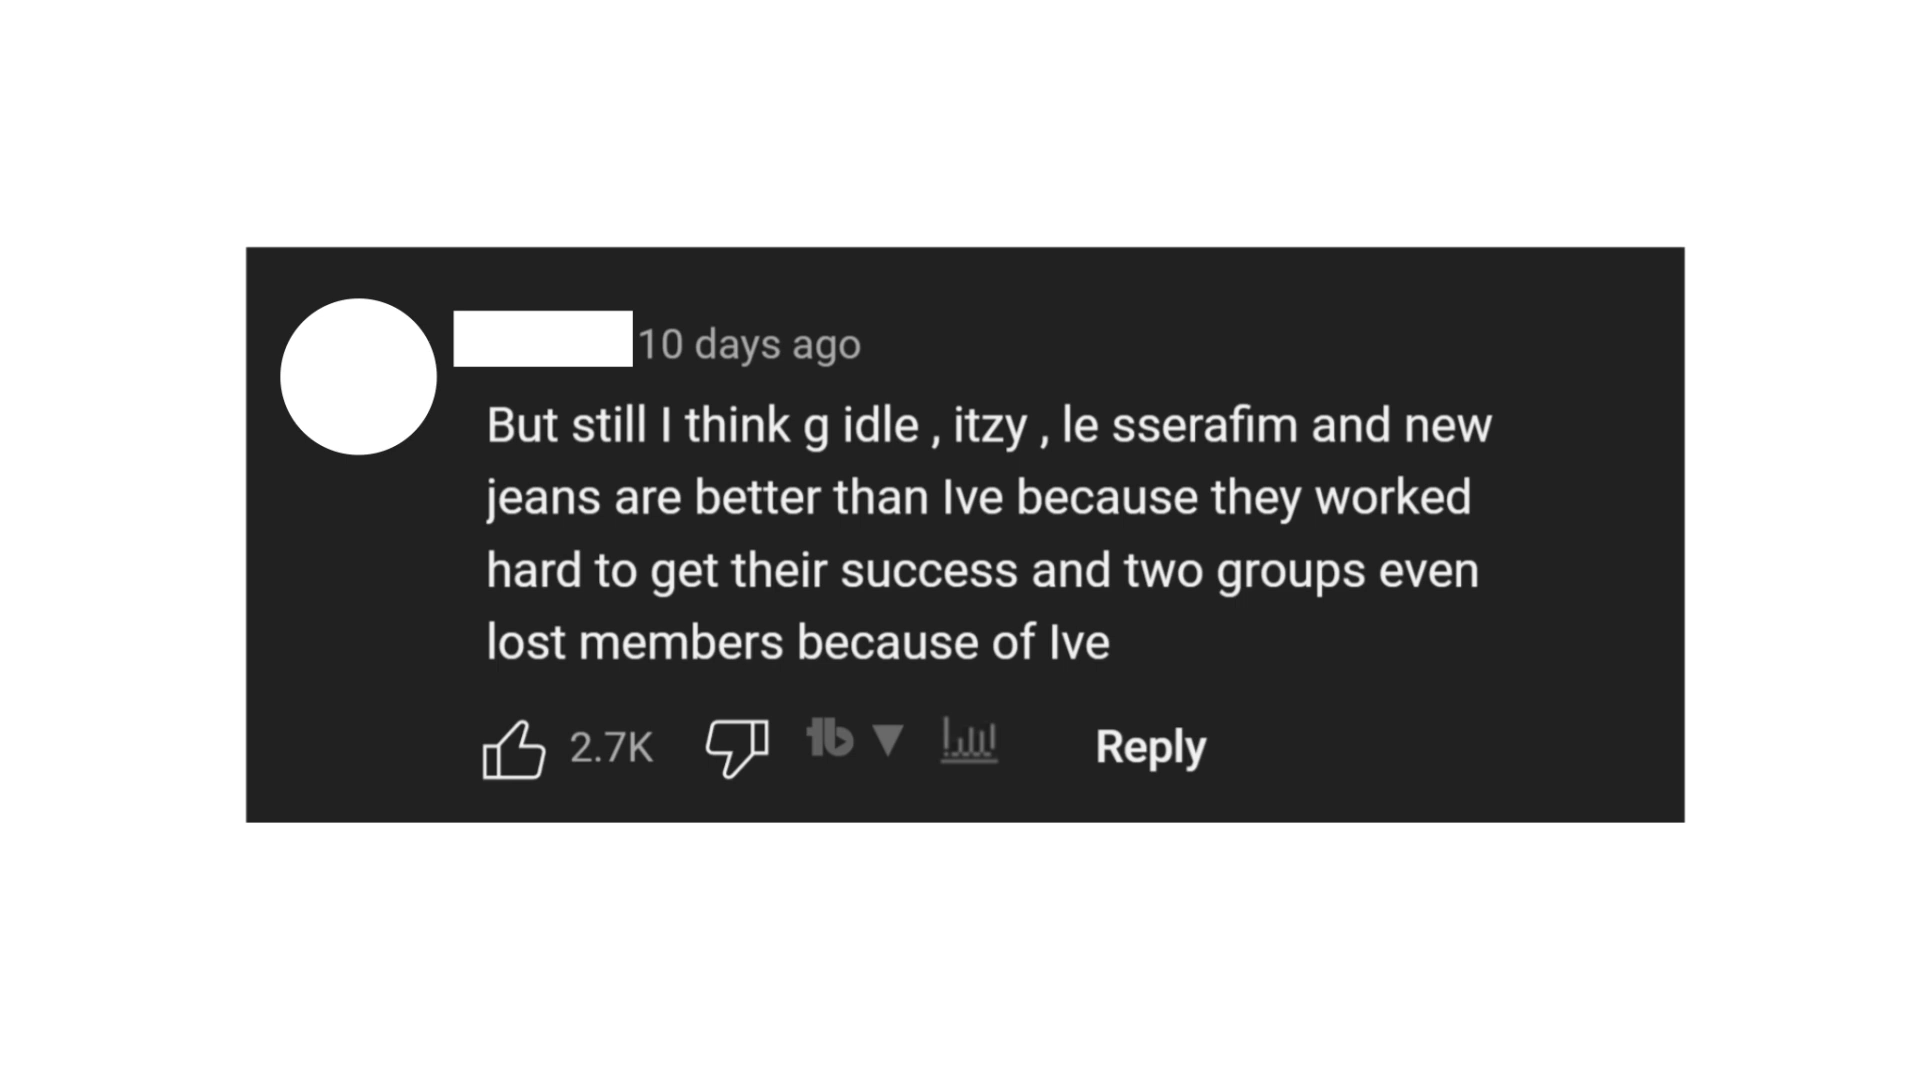 10 days ago
But still I think g idle , itzy , le sserafim and new
jeans are better than Ive because they worked
hard to get their success and two groups even
lost members because of Ive
2.7K tb Reply